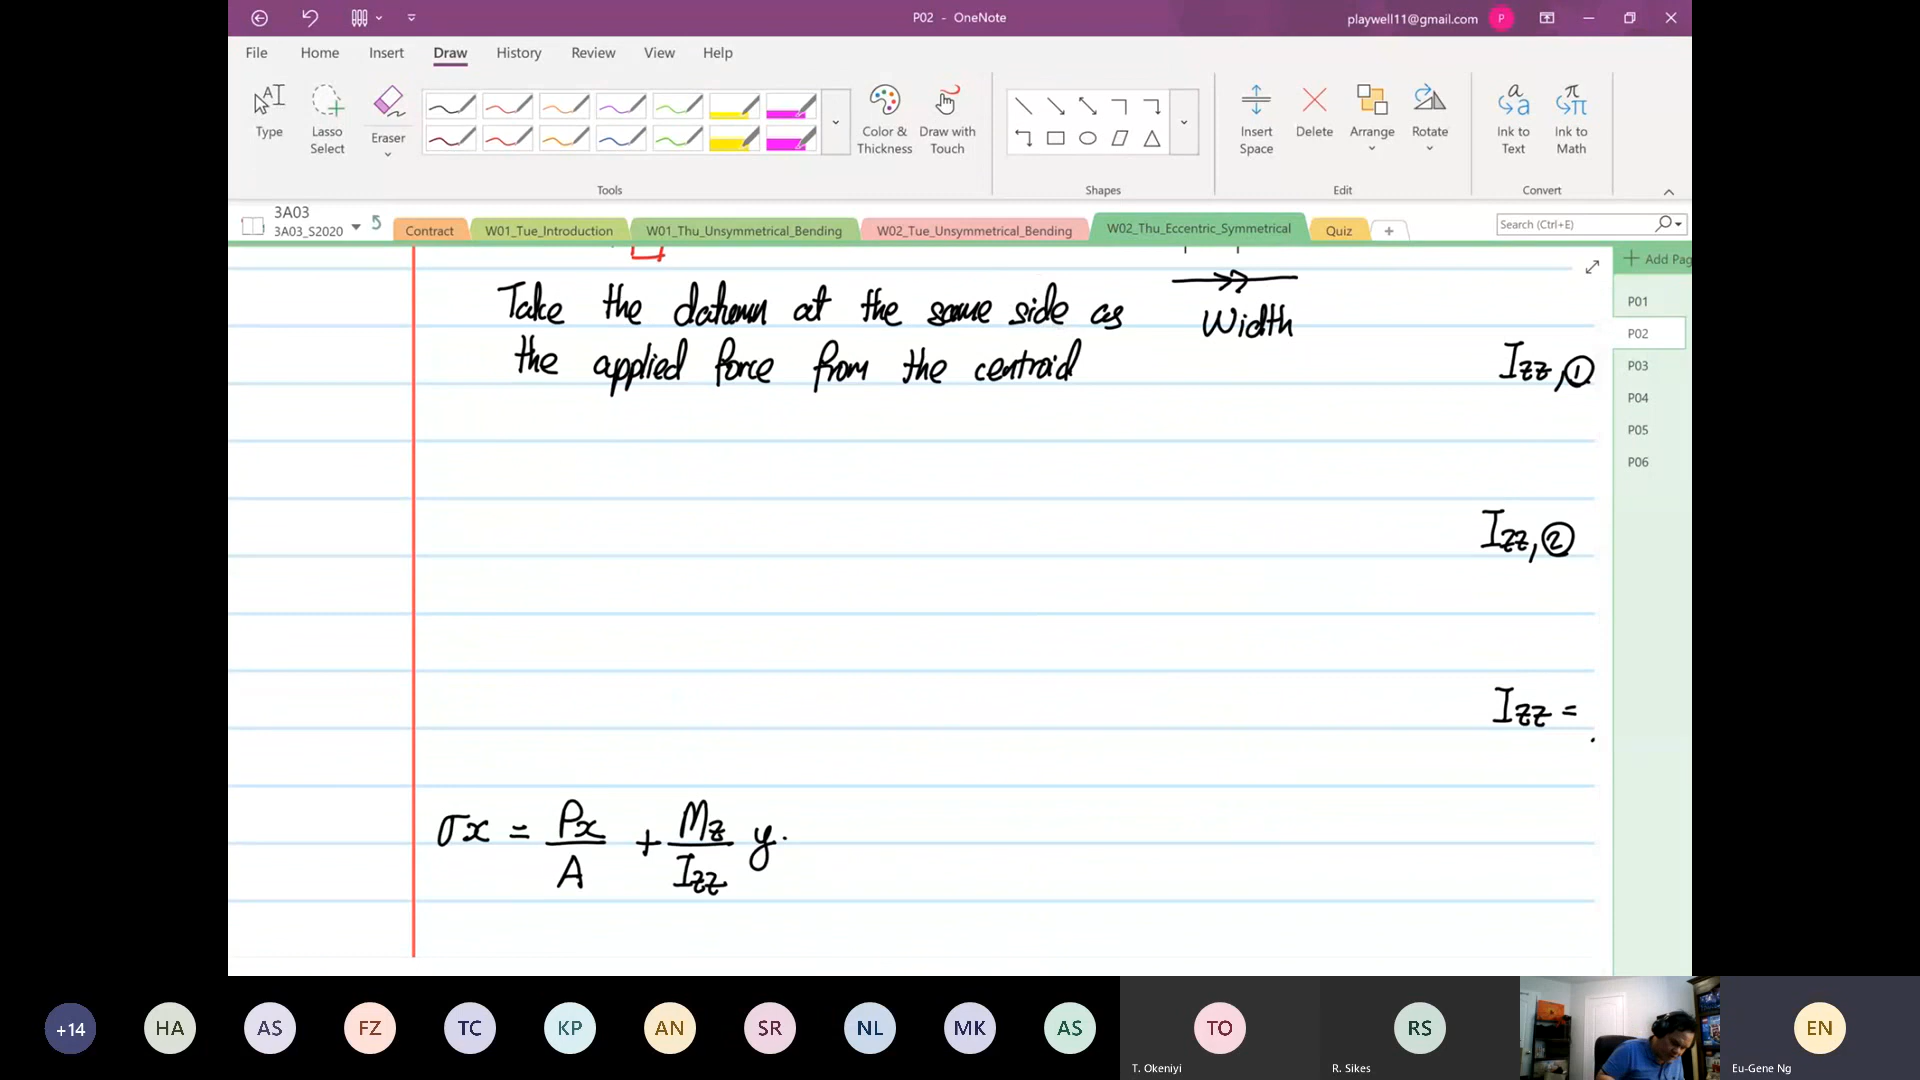 P02 - OneNote
playwell11@gmail.com P
File Home Insert Draw History Review View Help
Type
Lasso Select
Eraser
Color & Thickness
Draw with Touch
Insert Space
Delete
Arrange
Rotate
Ink to Text
Ink to Math
Tools
Shapes
Edit
Convert
3A03
3A03_S2020
Contract
W01_Tue_Introduction
W01_Thu_Unsymmetrical_Bending
W02_Tue_Unsymmetrical_Bending
W02_Thu_Eccentric_Symmetrical
Quiz
+
Search (Ctrl+E)
Add Pag
P01
P02
P03
P04
P05
P06
Take the datum at the same side as
the applied force from the centroid
Width
Izz,①
Izz,②
Izz =
σx = Px/A + Mz/Izz y.
+14 HA AS FZ TC KP AN SR NL MK AS TO RS EN
T. Okeniyi
R. Sikes
Eu-Gene Ng